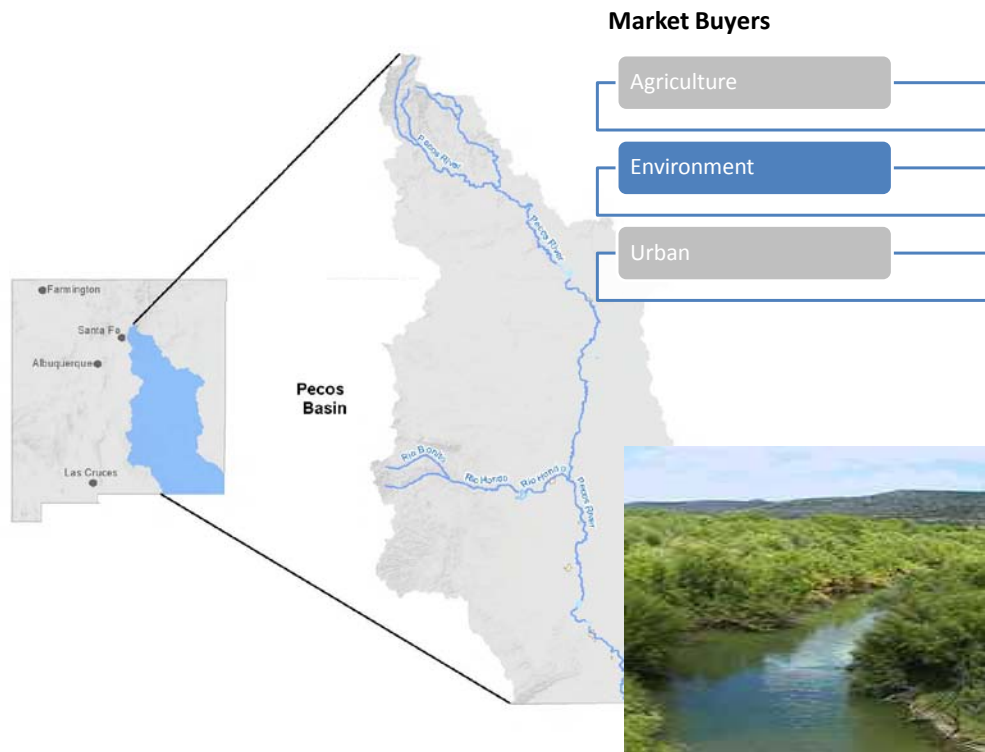 Market Buyers
Agriculture
Environment
Urban
Pecos River
Pecos River
Farmington
Santa Fe
Albuquerque
Las Cruces
Pecos
Basin
Rio Bonito
Rio Hondo
Rio Hondo
Pecos River